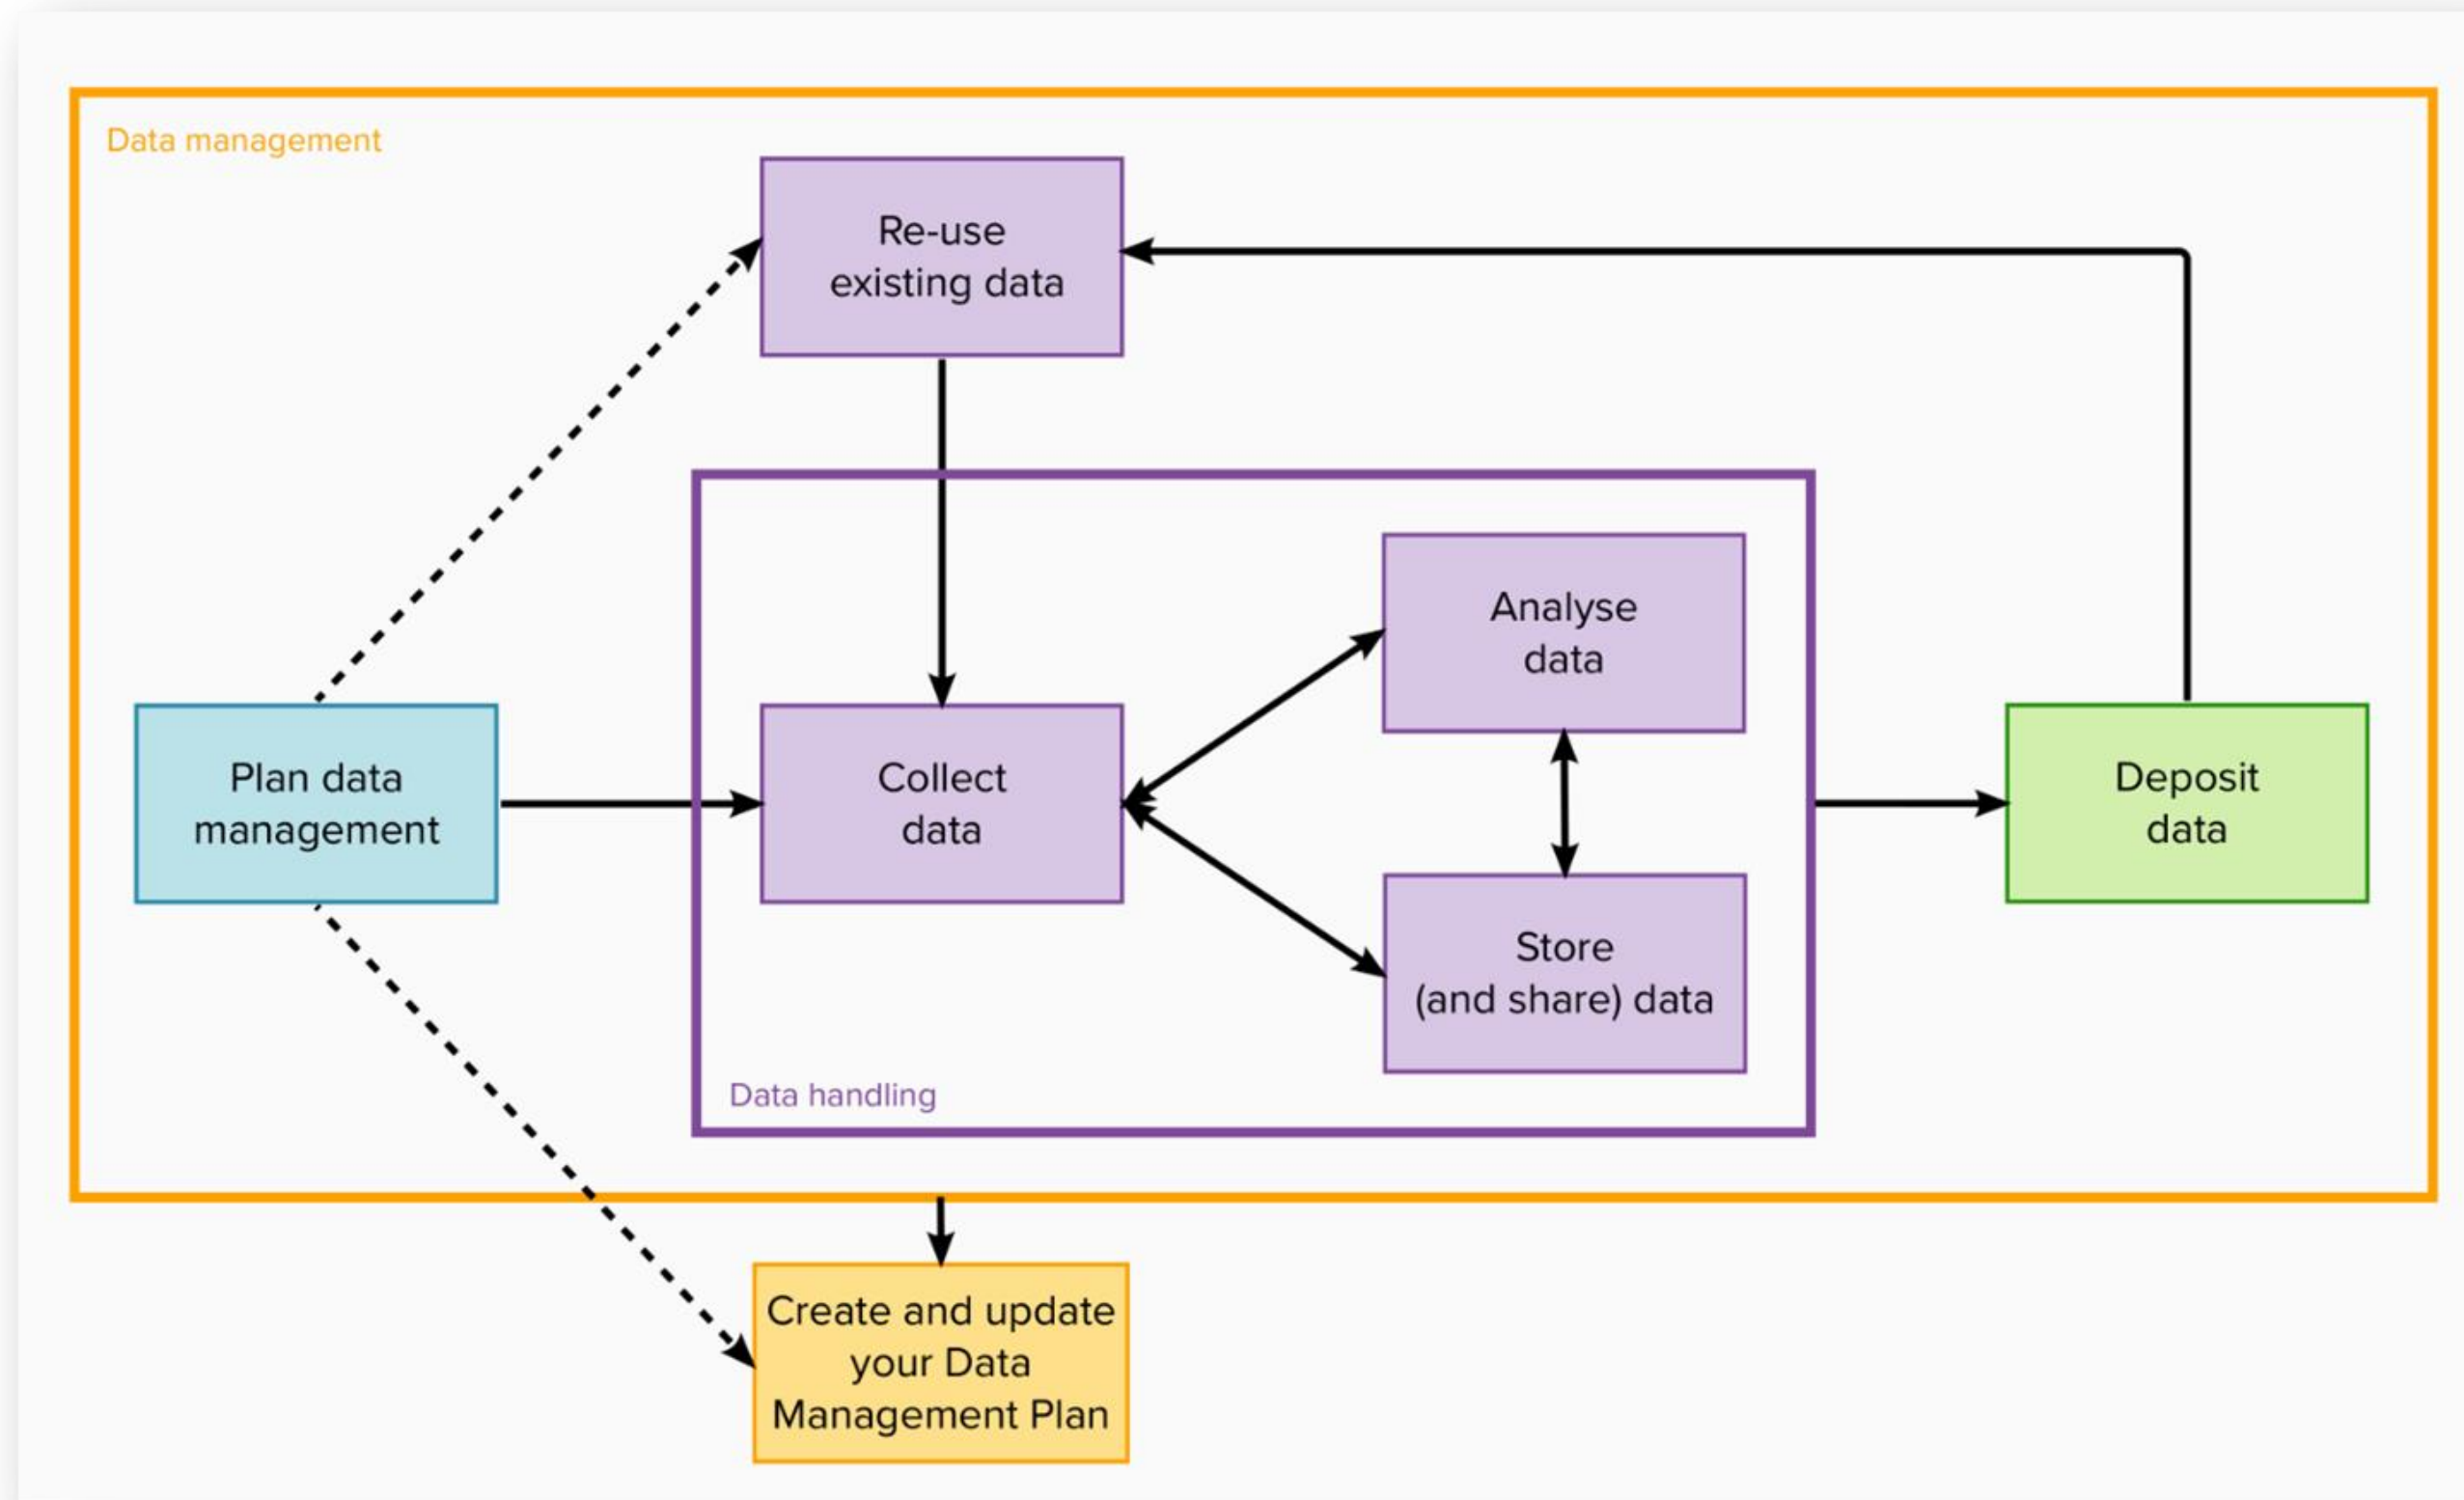 Data management
Re-use
existing data
Analyse
data
Plan data
management
Collect
data
Deposit
data
Store
(and share) data
Data handling
Create and update
your Data
Management Plan